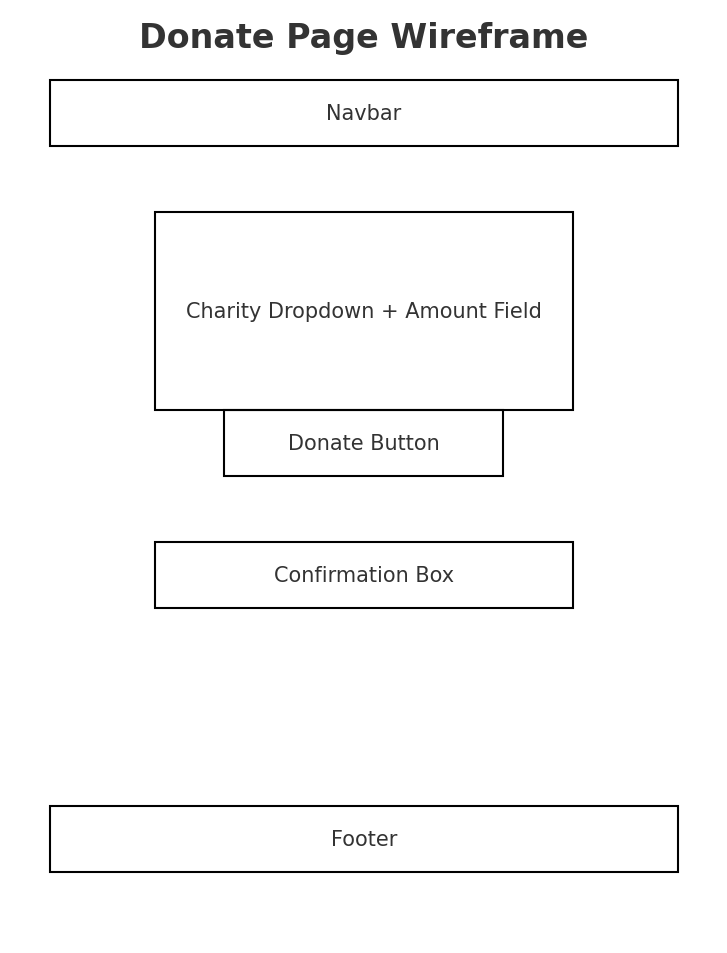 Donate Page Wireframe
Navbar
Charity Dropdown + Amount Field
Donate Button
Confirmation Box
Footer